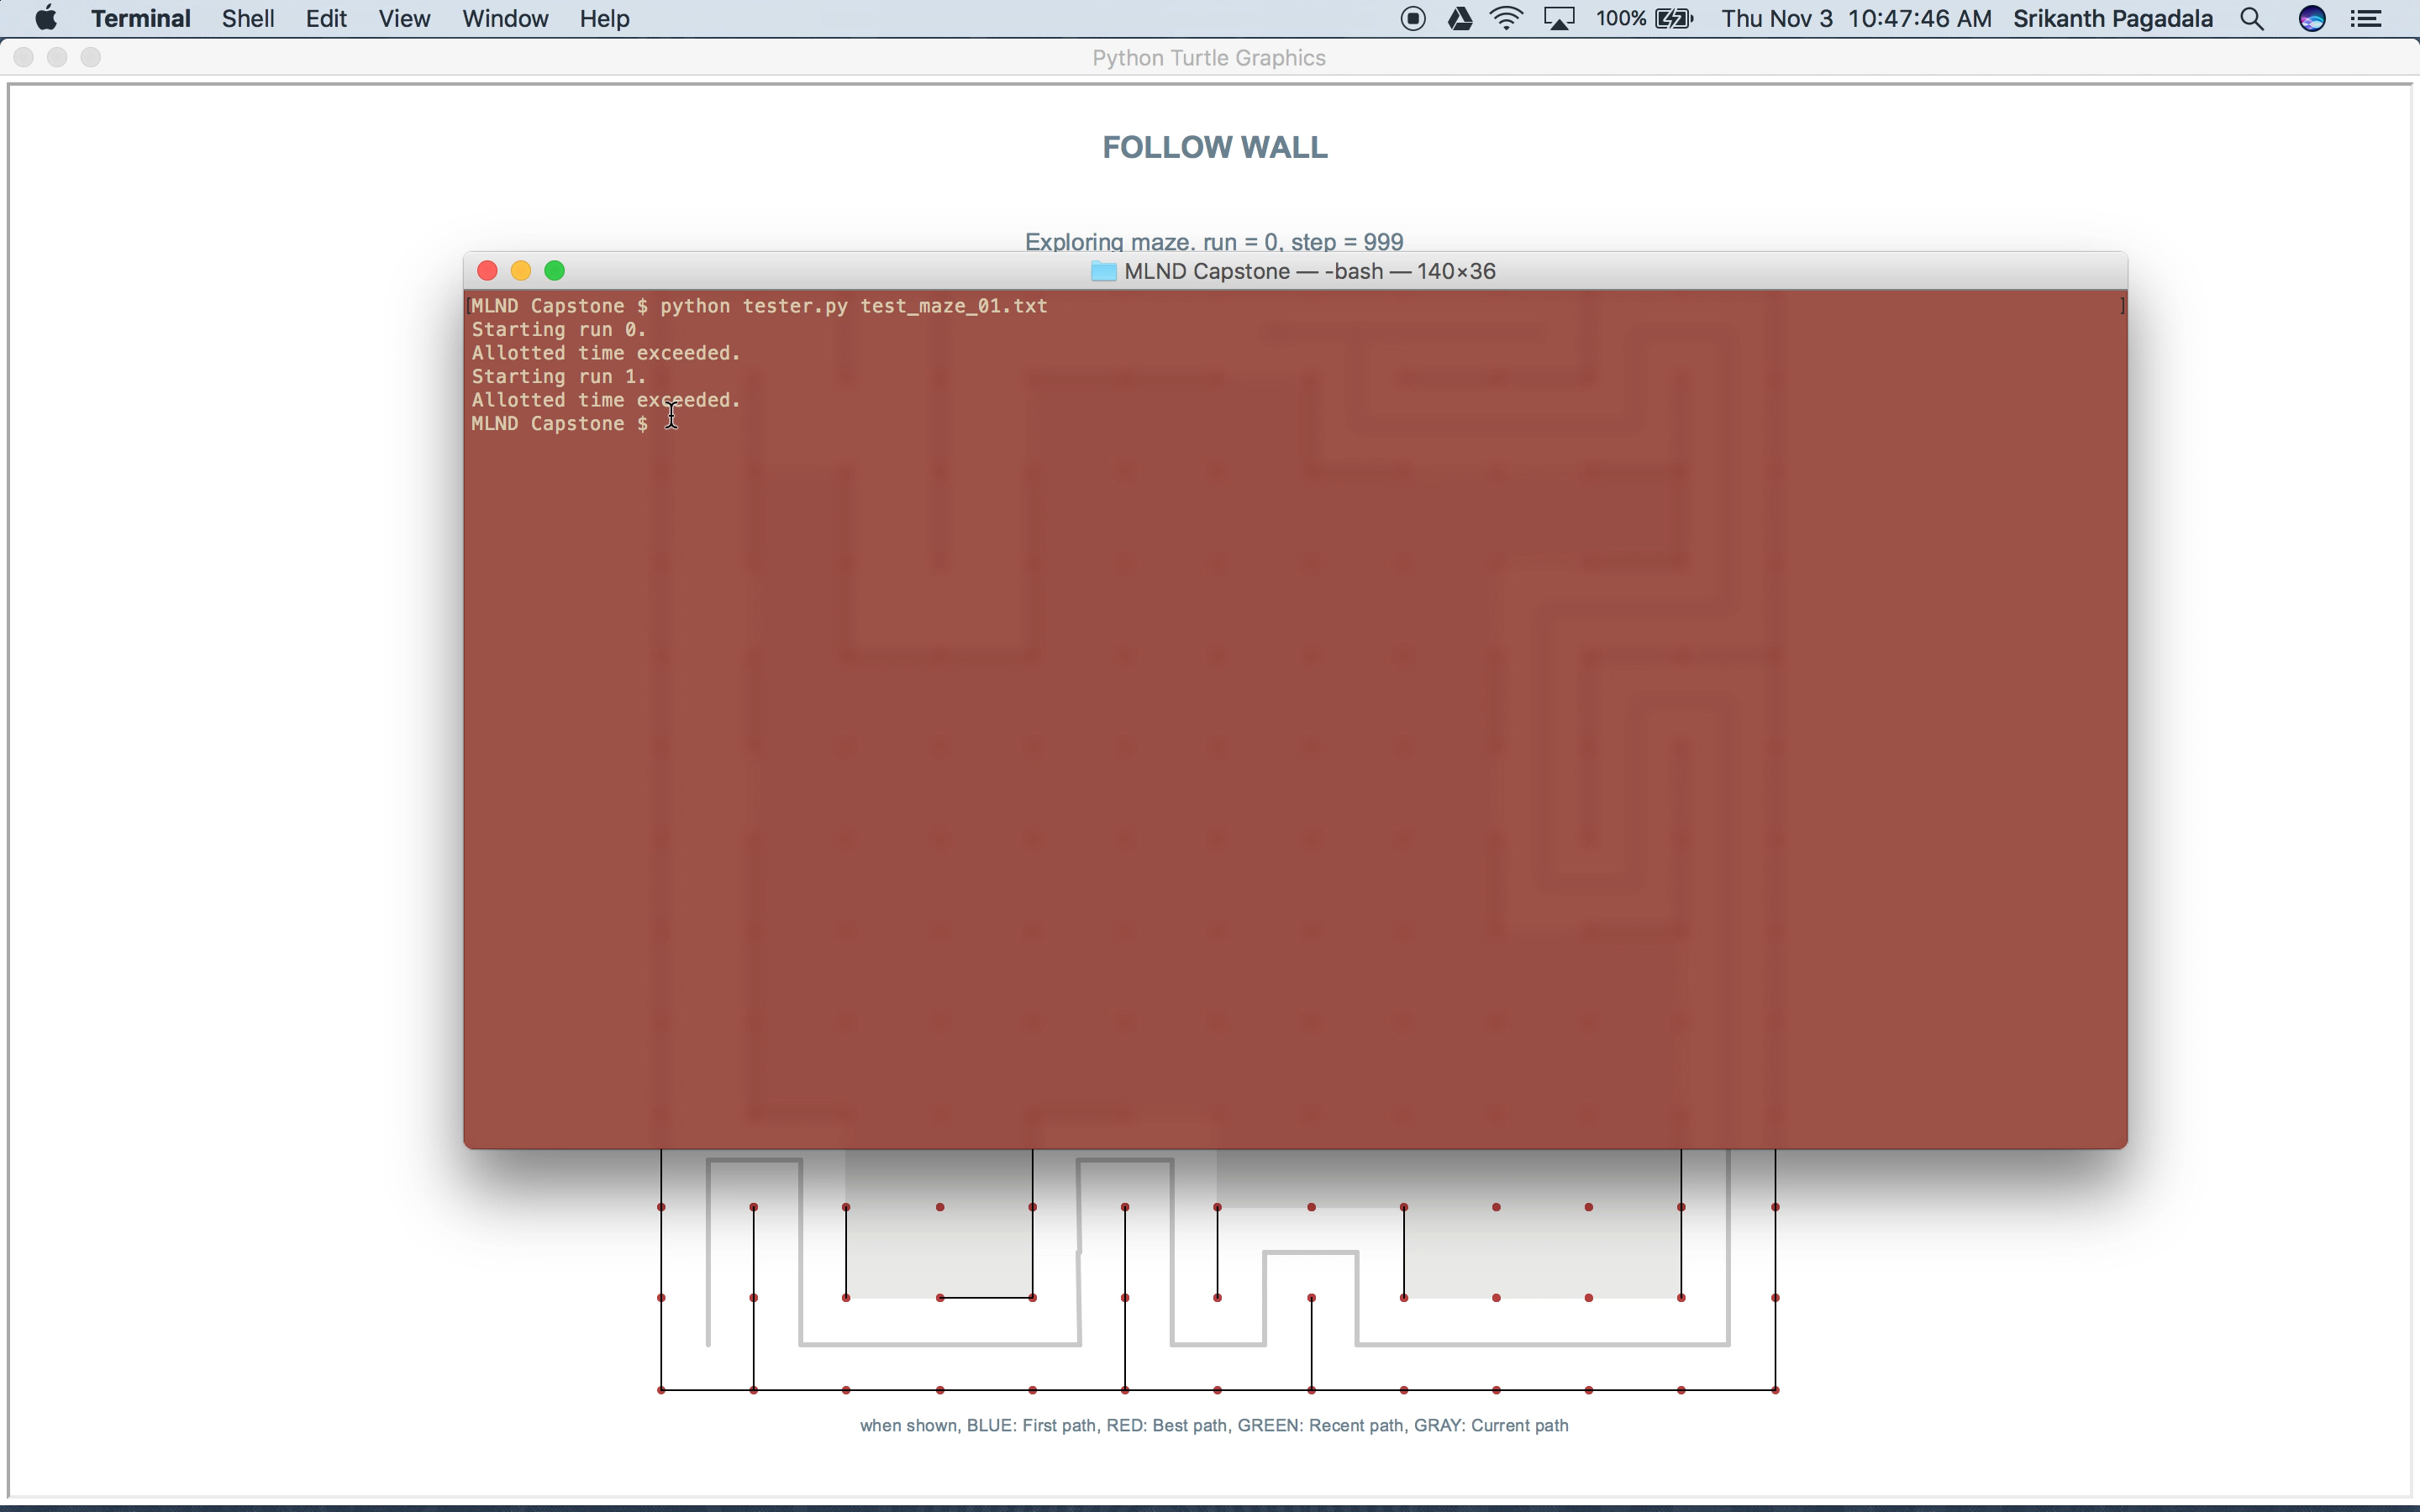 Terminal Shell Edit View Window Help 100% Thu Nov 3 10:47:46 AM Srikanth Pagadala
Python Turtle Graphics
FOLLOW WALL
Exploring maze. run = 0, step = 999
MLND Capstone — -bash — 140×36
[MLND Capstone $ python tester.py test_maze_01.txt ]
Starting run 0.
Allotted time exceeded.
Starting run 1.
Allotted time exceeded.
MLND Capstone $
when shown, BLUE: First path, RED: Best path, GREEN: Recent path, GRAY: Current path